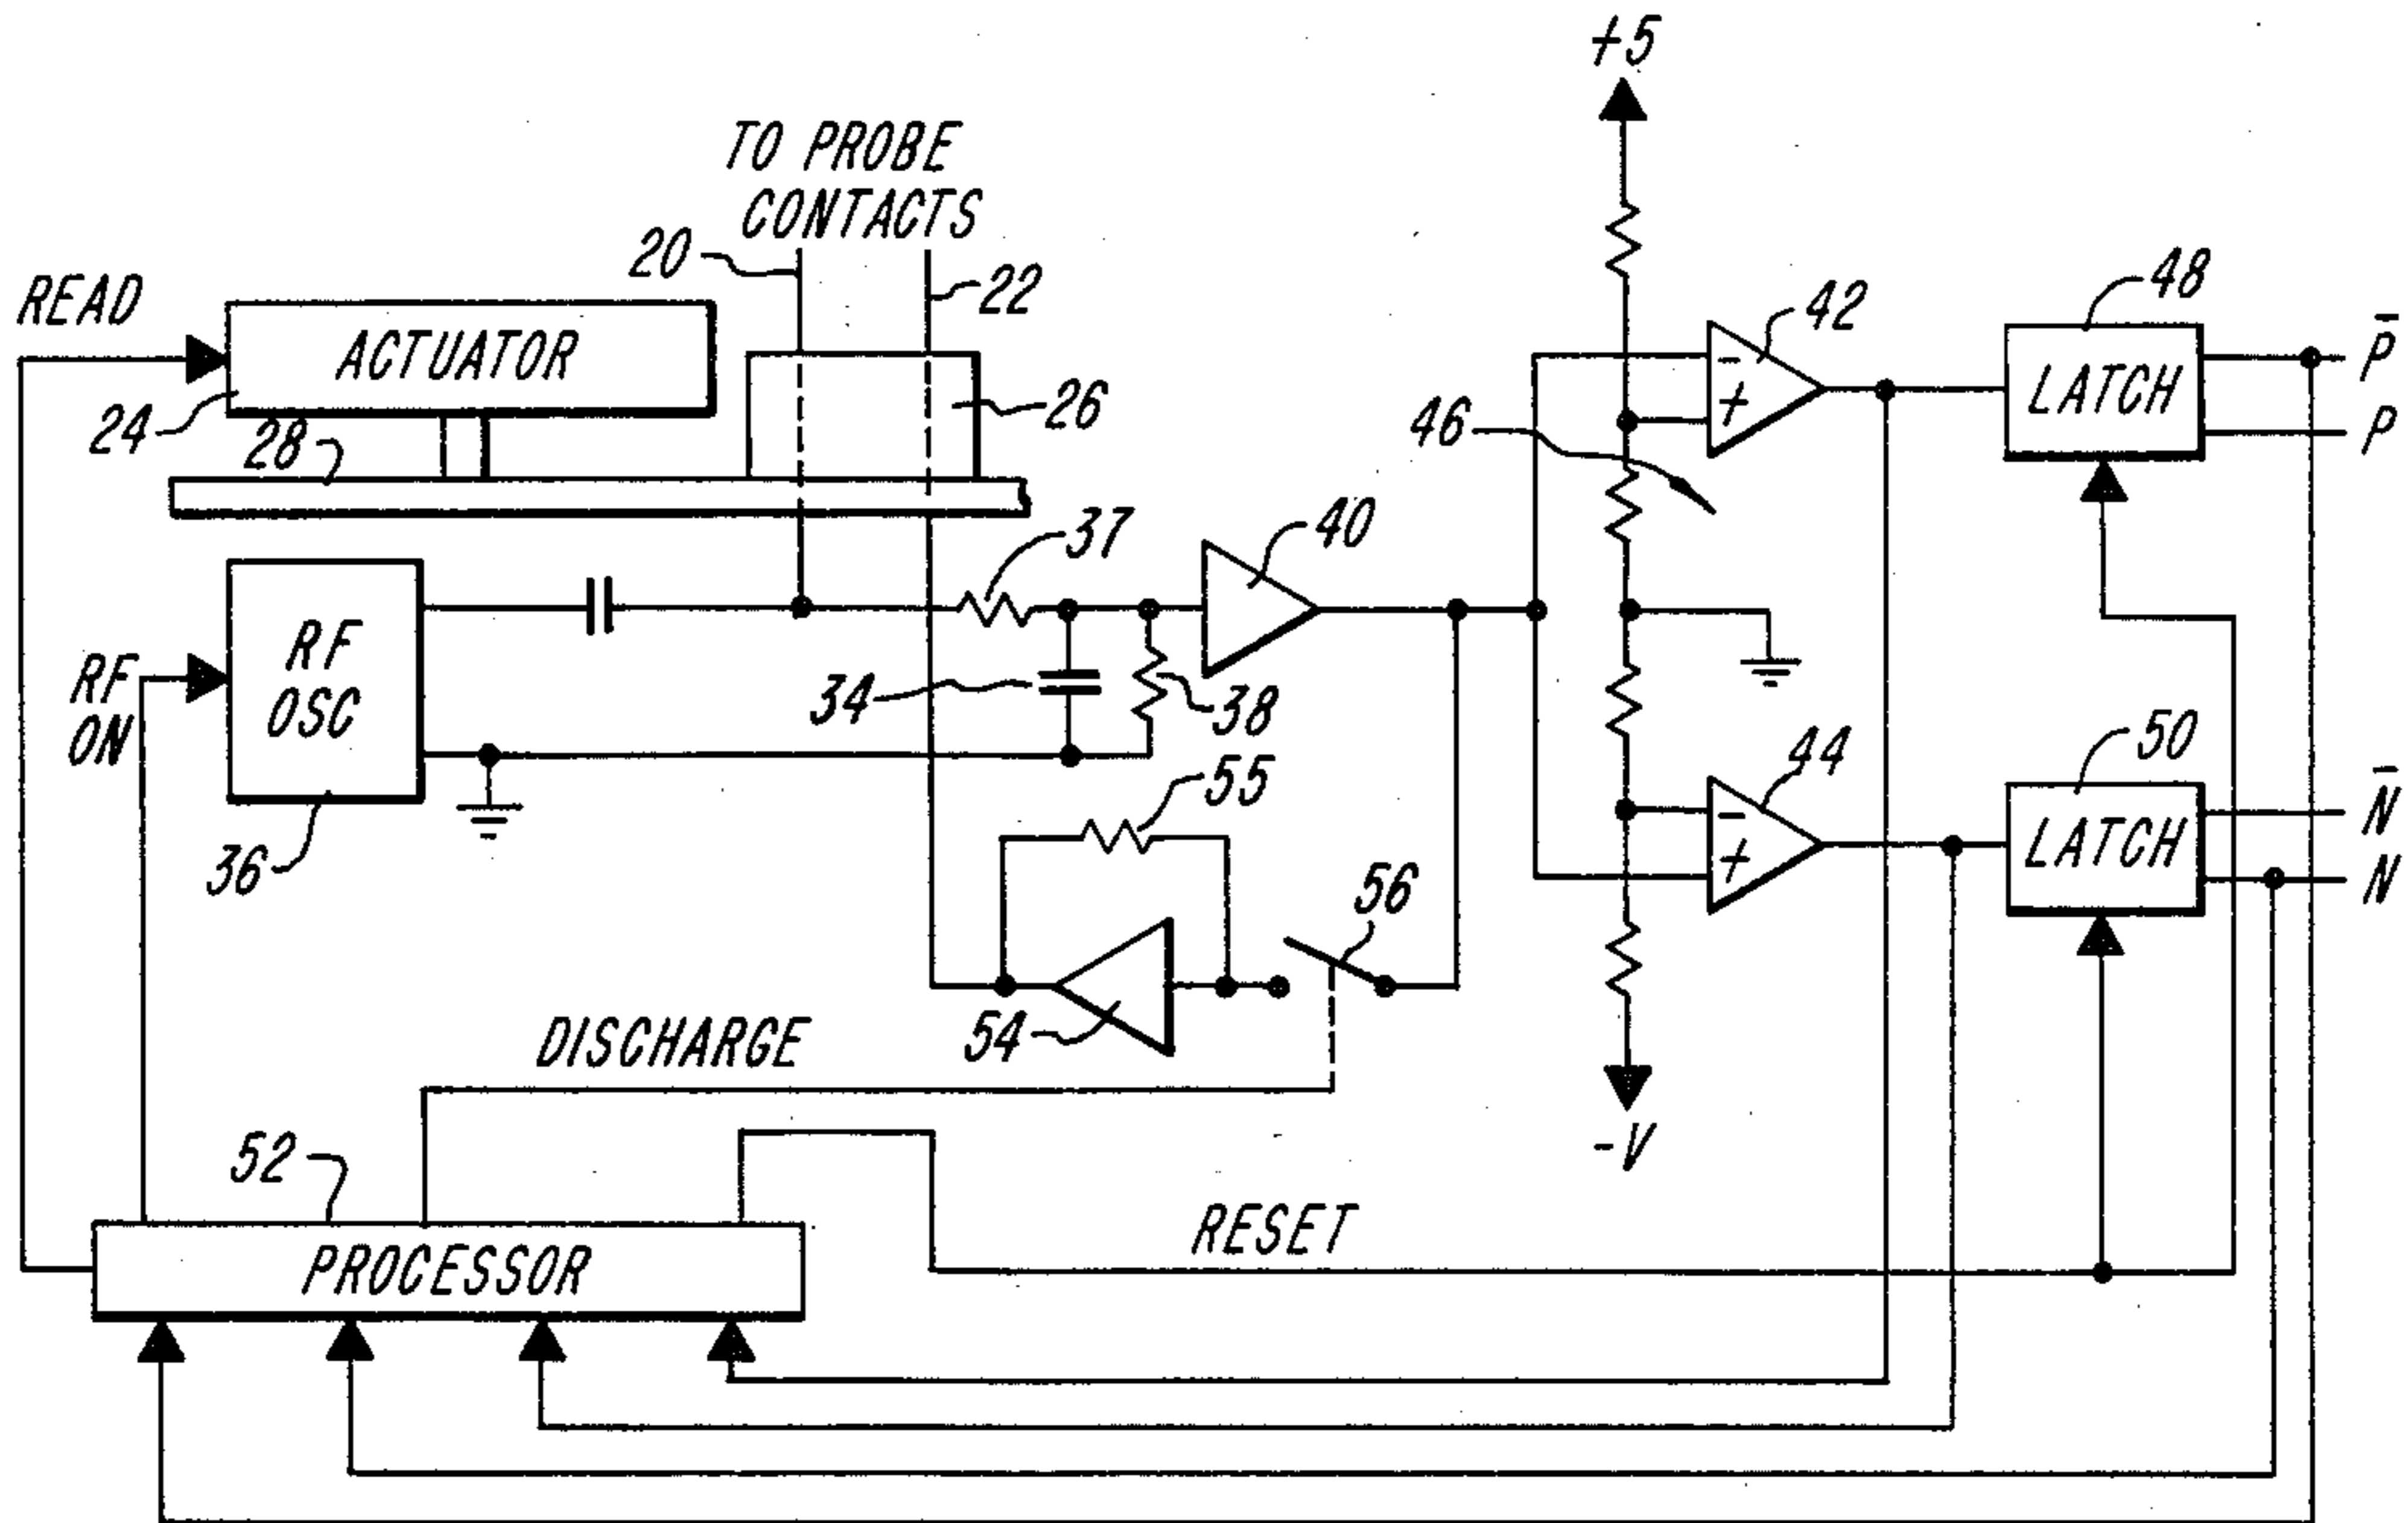 +5
TO PROBE
CONTACTS
20
22
READ
ACTUATOR
24
26
28
46
42
-
+
48
LATCH
P̄
P
37
40
RF
ON
RF
OSC
34
38
36
55
44
-
+
50
LATCH
N̄
N
56
54
DISCHARGE
-V
52
RESET
PROCESSOR